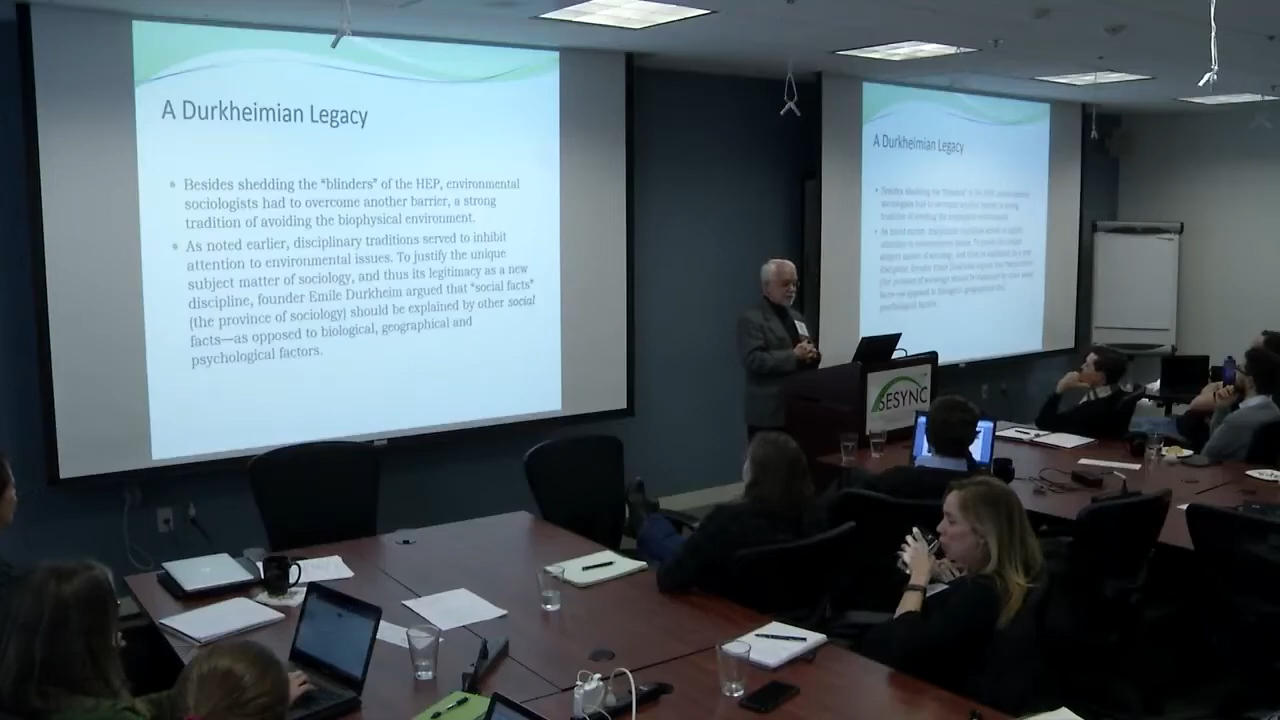 A Durkheimian Legacy
Besides shedding the "blinders" of the HEP, environmental
sociologists had to overcome another barrier, a strong
tradition of avoiding the biophysical environment.
As noted earlier, disciplinary traditions served to inhibit
attention to environmental issues. To justify the unique
subject matter of sociology, and thus its legitimacy as a new
discipline, founder Emile Durkheim argued that "social facts"
(the province of sociology) should be explained by other social
facts—as opposed to biological, geographical and
psychological factors.
A Durkheimian Legacy
SESYNC